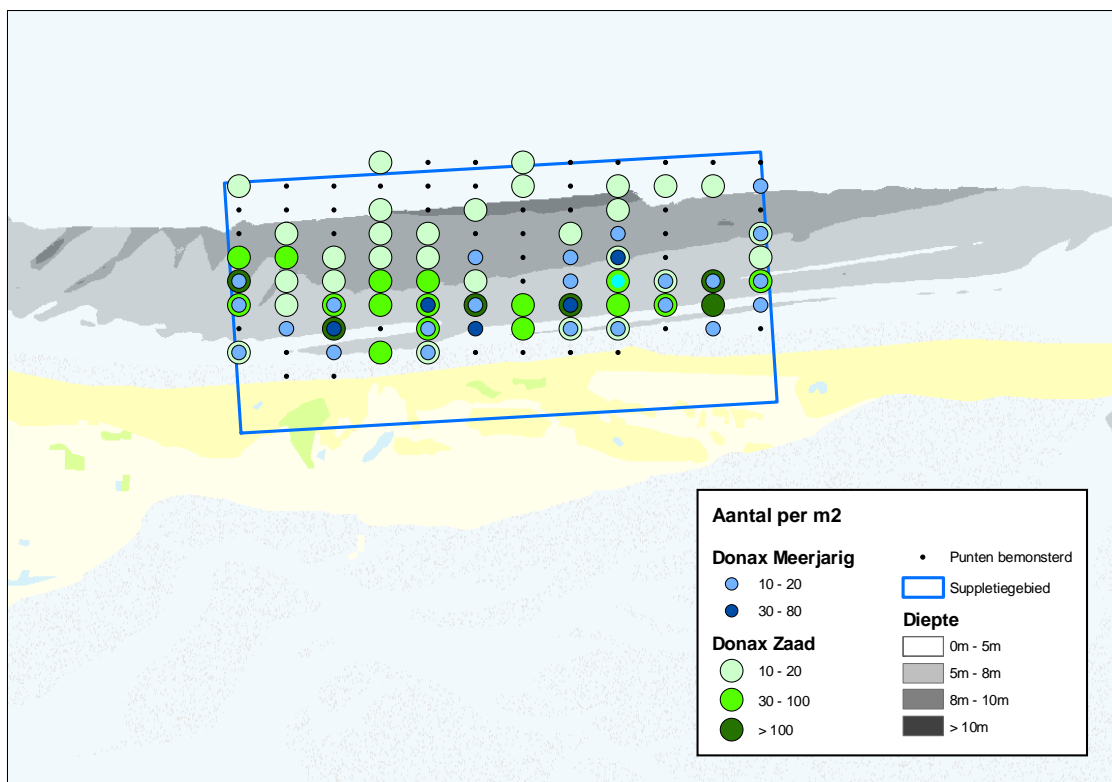 Aantal per m2
Donax Meerjarig
10 - 20
30 - 80
Donax Zaad
10 - 20
30 - 100
> 100
Punten bemonsterd
Suppletiegebied
Diepte
0m - 5m
5m - 8m
8m - 10m
> 10m